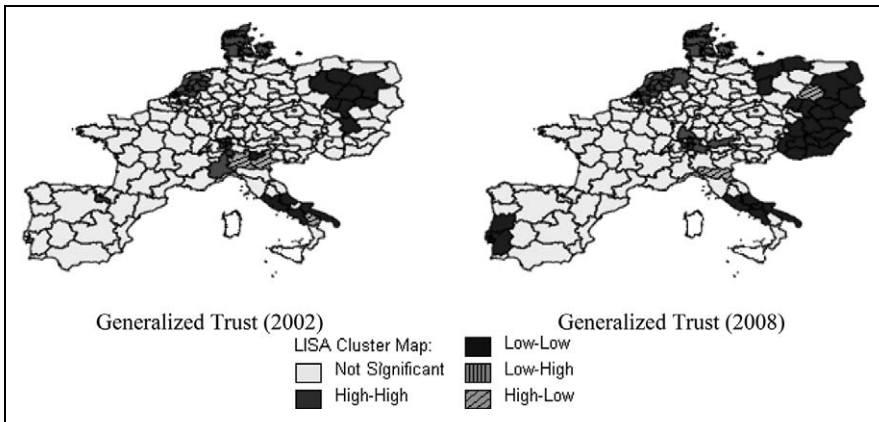 Generalized Trust (2002)
Generalized Trust (2008)
LISA Cluster Map:
Not Significant
High-High
Low-Low
Low-High
High-Low